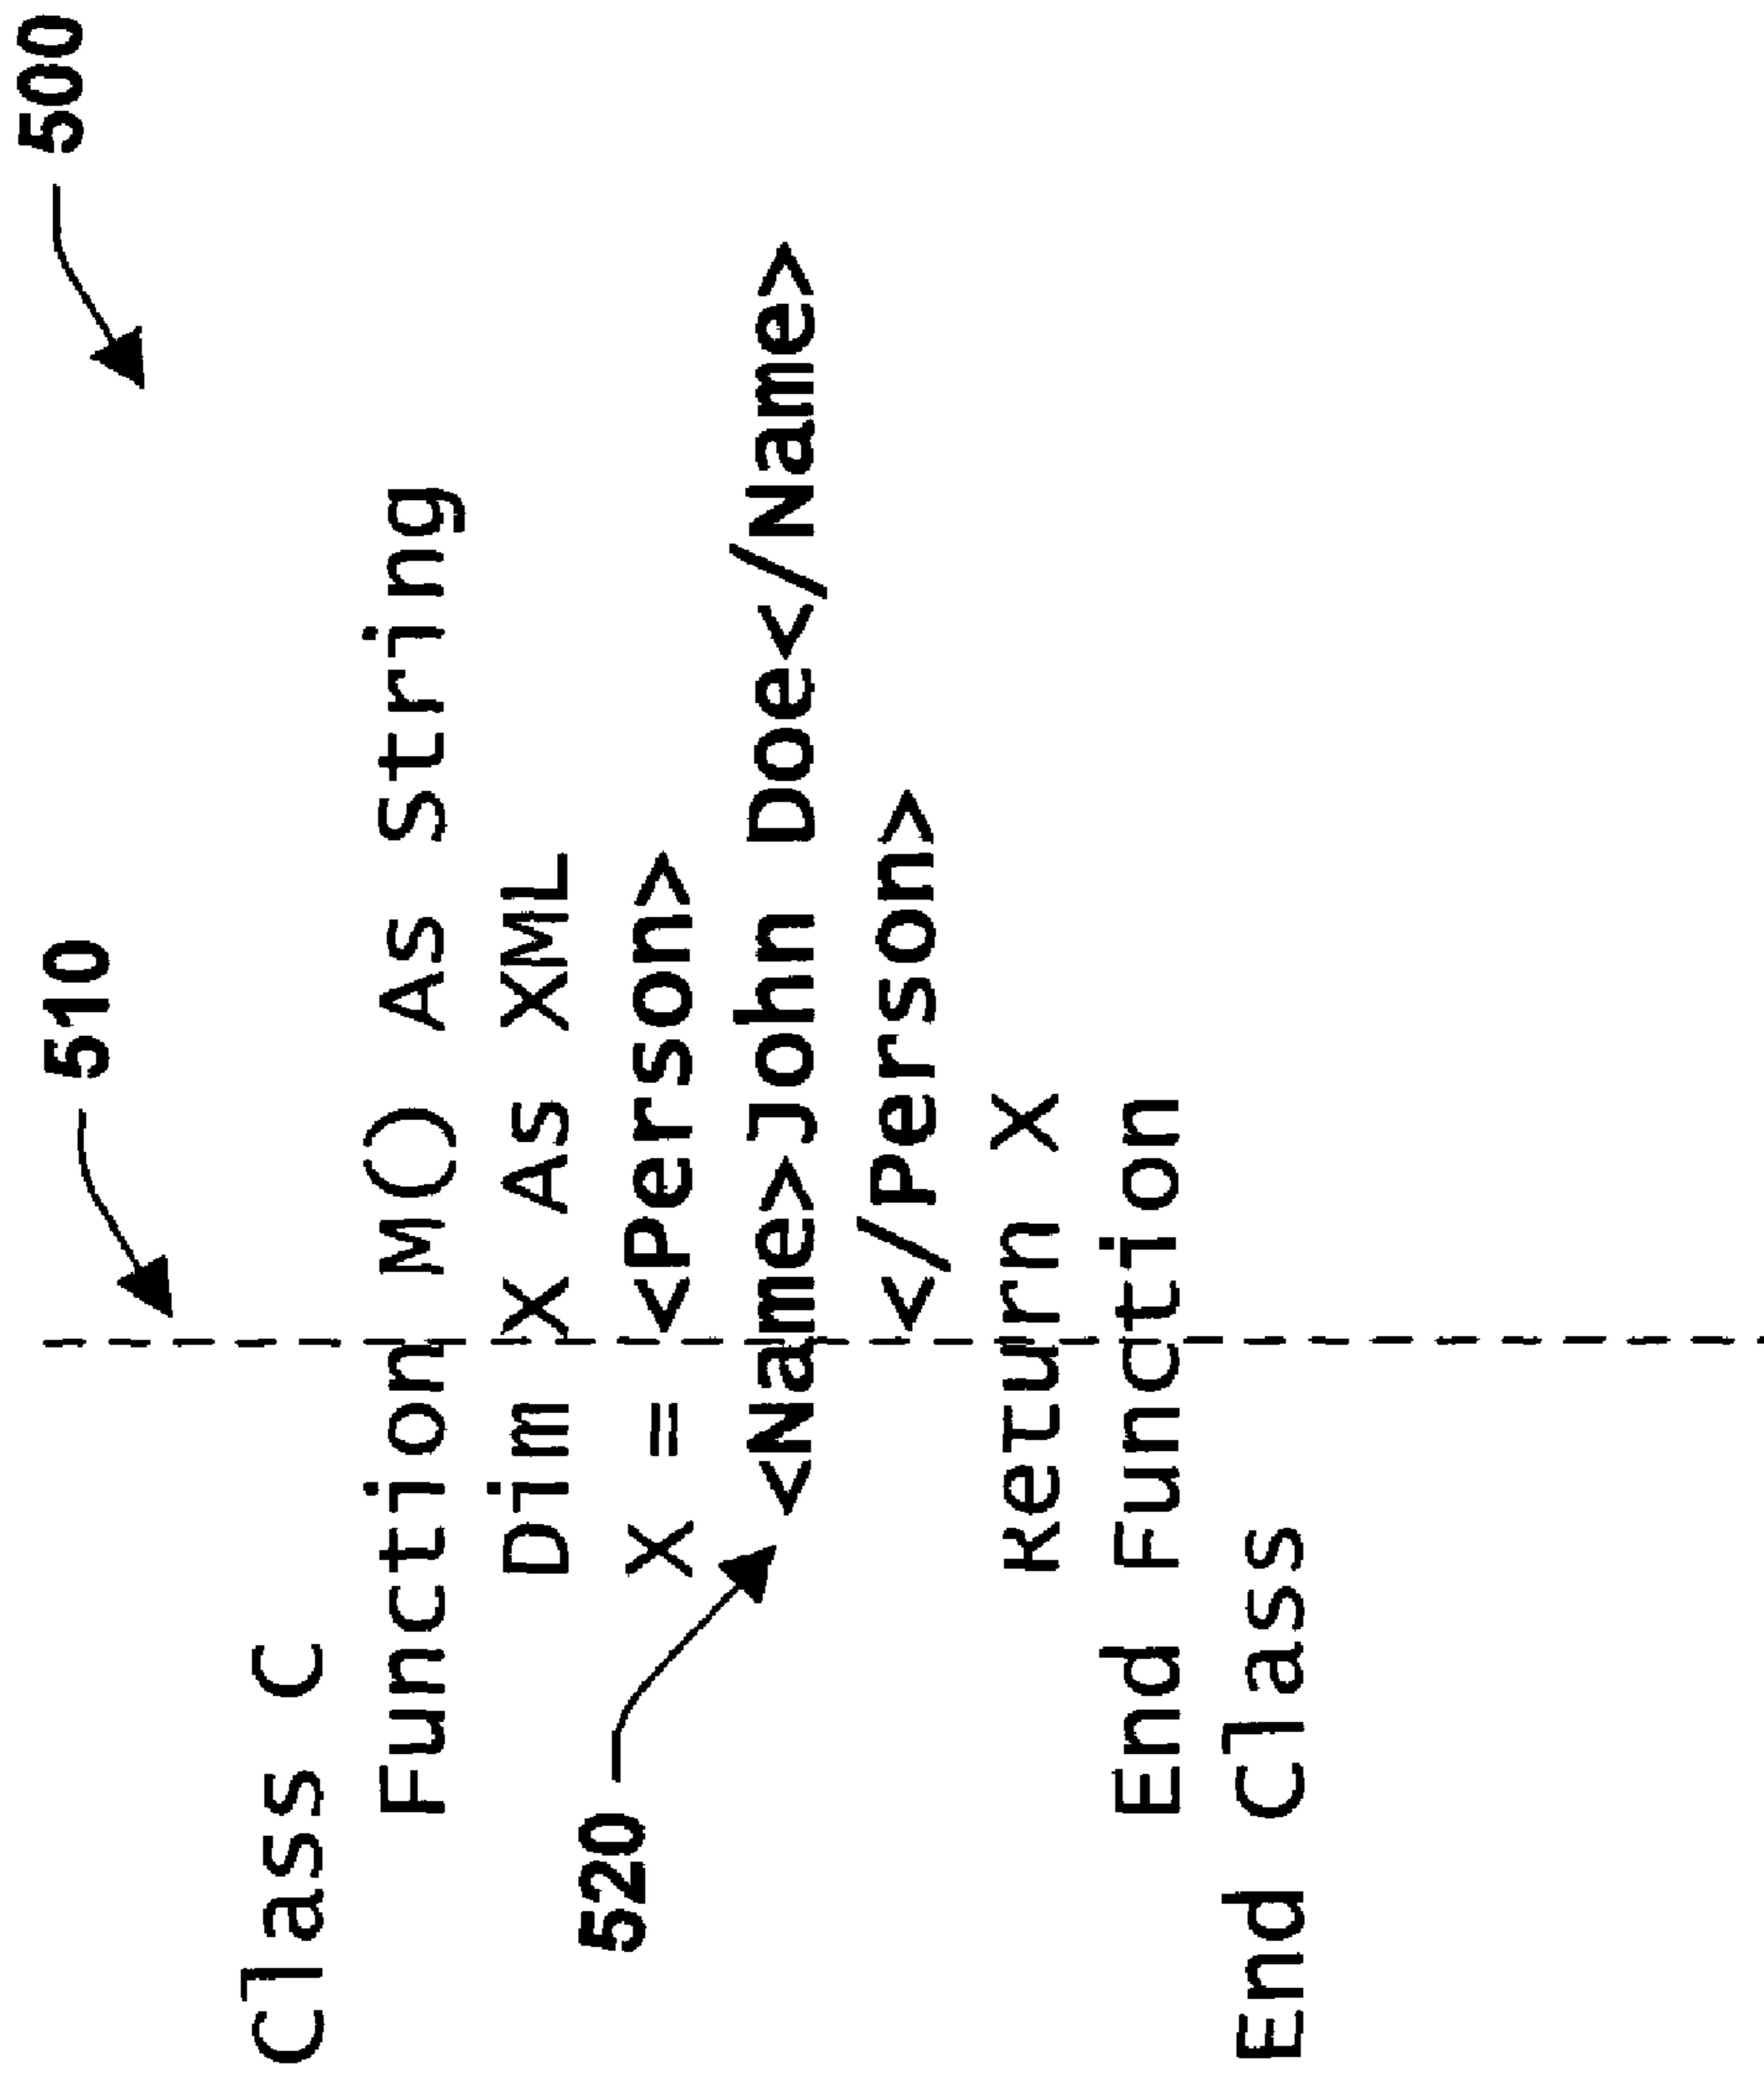 500
510
Class C
Function M() As String
Dim X As XML
X = <Person>
520
<Name>John Doe</Name>
</Person>
Return X
End Function
End Class